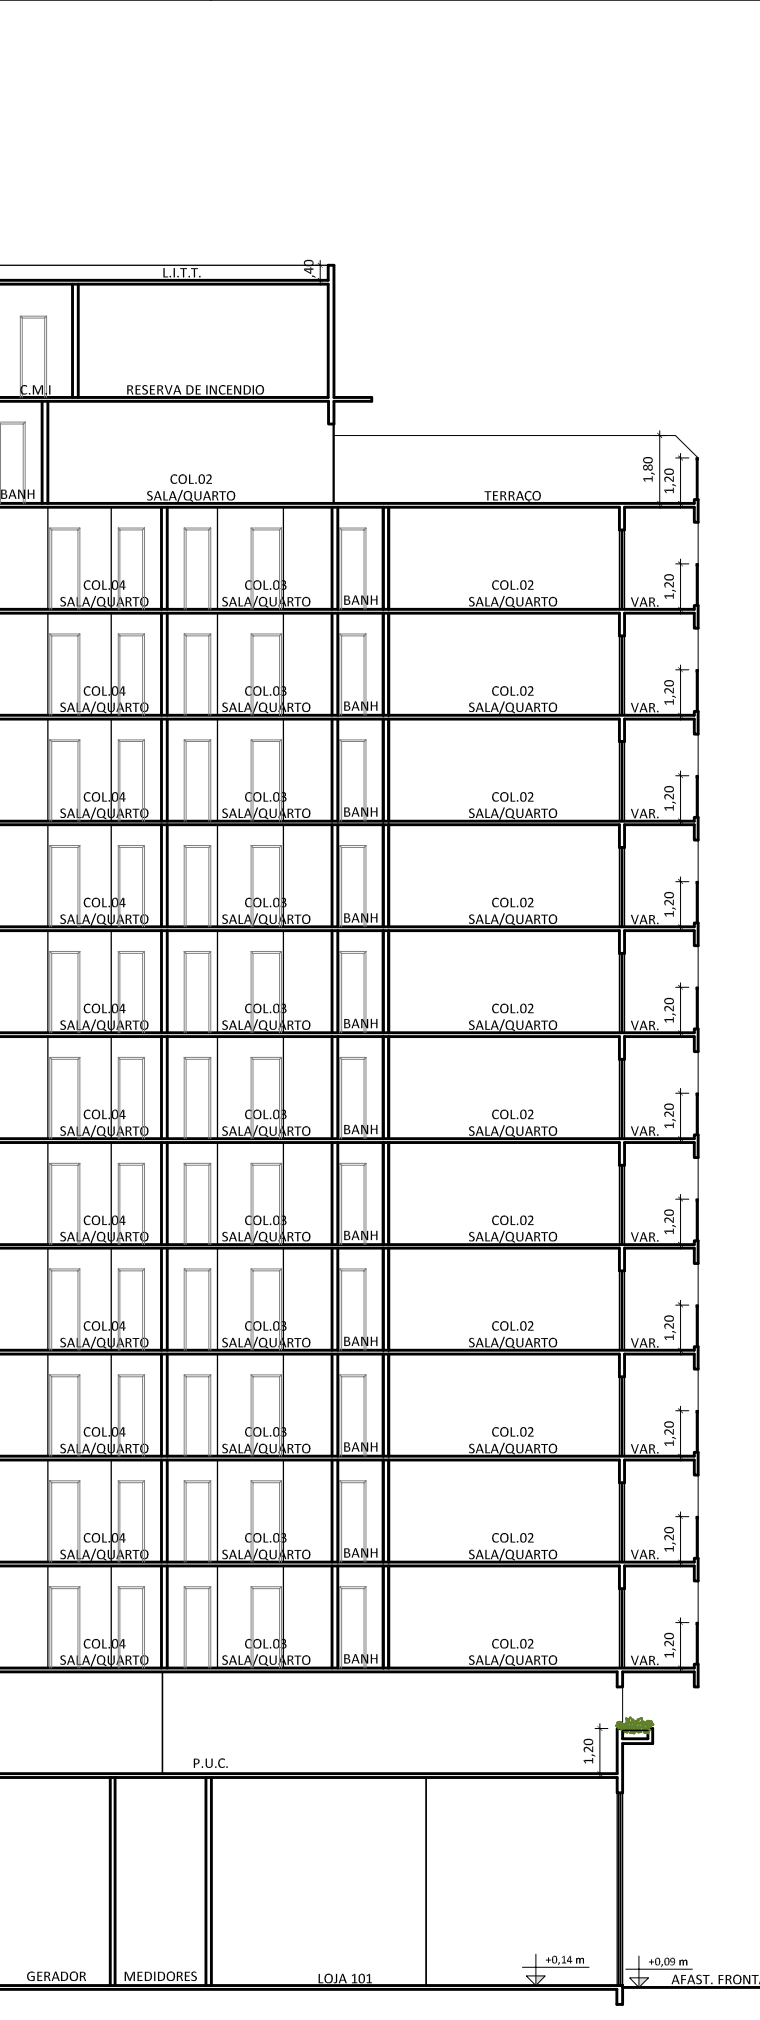 L.I.T.T.
,40
C.M.I
RESERVA DE INCENDIO
1,80
1,20
BANH
COL.02
SALA/QUARTO
TERRAÇO
COL.04
SALA/QUARTO
COL.03
SALA/QUARTO
BANH
COL.02
SALA/QUARTO
VAR.
1,20
COL.04
SALA/QUARTO
COL.03
SALA/QUARTO
BANH
COL.02
SALA/QUARTO
VAR.
1,20
COL.04
SALA/QUARTO
COL.03
SALA/QUARTO
BANH
COL.02
SALA/QUARTO
VAR.
1,20
COL.04
SALA/QUARTO
COL.03
SALA/QUARTO
BANH
COL.02
SALA/QUARTO
VAR.
1,20
COL.04
SALA/QUARTO
COL.03
SALA/QUARTO
BANH
COL.02
SALA/QUARTO
VAR.
1,20
COL.04
SALA/QUARTO
COL.03
SALA/QUARTO
BANH
COL.02
SALA/QUARTO
VAR.
1,20
COL.04
SALA/QUARTO
COL.03
SALA/QUARTO
BANH
COL.02
SALA/QUARTO
VAR.
1,20
COL.04
SALA/QUARTO
COL.03
SALA/QUARTO
BANH
COL.02
SALA/QUARTO
VAR.
1,20
COL.04
SALA/QUARTO
COL.03
SALA/QUARTO
BANH
COL.02
SALA/QUARTO
VAR.
1,20
COL.04
SALA/QUARTO
COL.03
SALA/QUARTO
BANH
COL.02
SALA/QUARTO
VAR.
1,20
COL.04
SALA/QUARTO
COL.03
SALA/QUARTO
BANH
COL.02
SALA/QUARTO
VAR.
1,20
P.U.C.
1,20
GERADOR
MEDIDORES
LOJA 101
+0,14 m
+0,09 m
AFAST. FRONTA